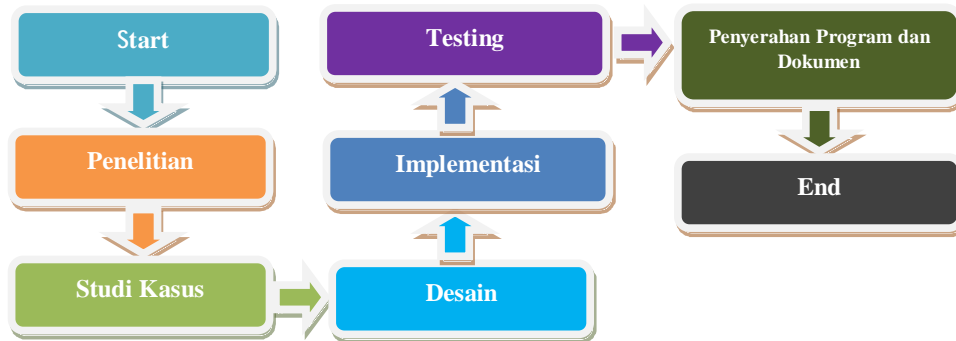 Start
Penelitian
Studi Kasus
Desain
Implementasi
Testing
Penyerahan Program dan
Dokumen
End